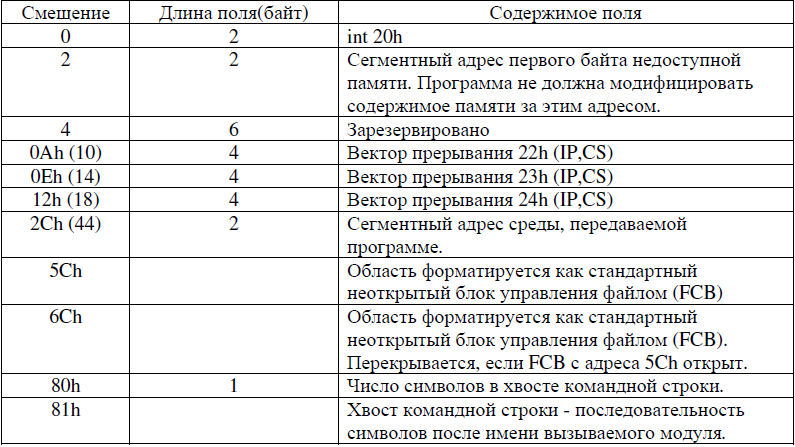 Смещение Длина поля(байт) Содержимое поля
0 2 int 20h
2 2 Сегментный адрес первого байта недоступной
памяти. Программа не должна модифицировать
содержимое памяти за этим адресом.
4 6 Зарезервировано
0Ah (10) 4 Вектор прерывания 22h (IP,CS)
0Eh (14) 4 Вектор прерывания 23h (IP,CS)
12h (18) 4 Вектор прерывания 24h (IP,CS)
2Ch (44) 2 Сегментный адрес среды, передаваемой
программе.
5Ch Область форматируется как стандартный
неоткрытый блок управления файлом (FCB)
6Ch Область форматируется как стандартный
неоткрытый блок управления файлом (FCB).
Перекрывается, если FCB с адреса 5Ch открыт.
80h 1 Число символов в хвосте командной строки.
81h Хвост командной строки - последовательность
символов после имени вызываемого модуля.